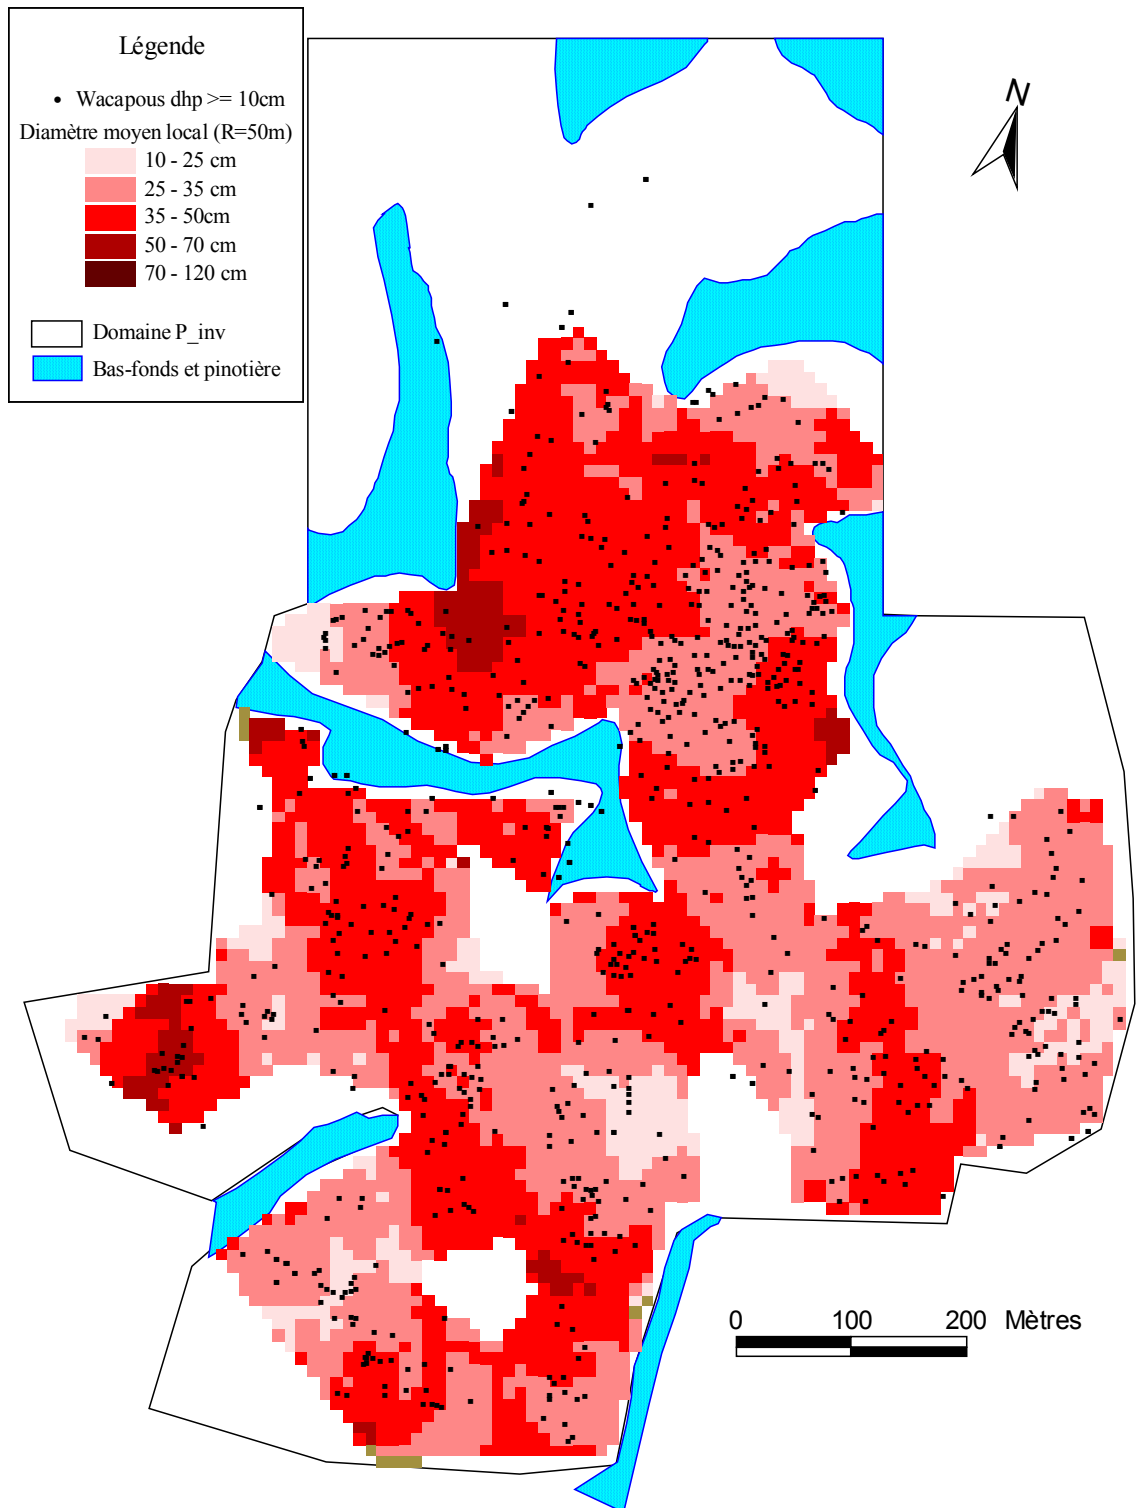 Légende
Wacapous dhp >= 10cm
Diamètre moyen local (R=50m)
10 - 25 cm
25 - 35 cm
35 - 50cm
50 - 70 cm
70 - 120 cm
Domaine P_inv
Bas-fonds et pinotière
N
0 100 200 Mètres